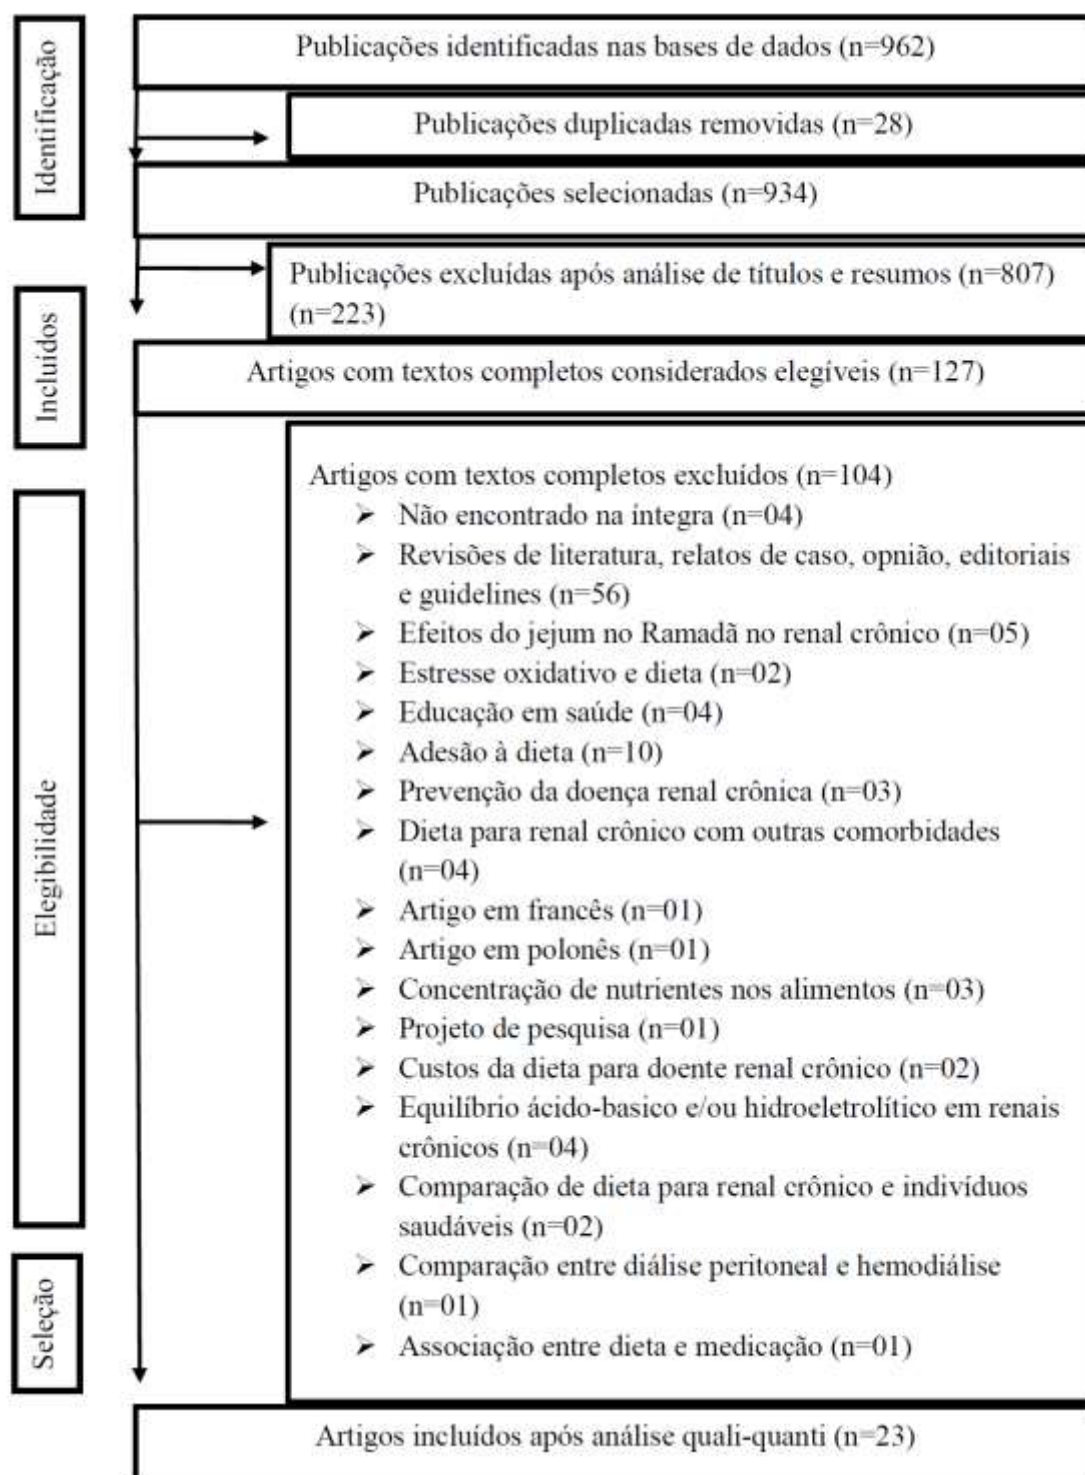 Identificação
Publicações identificadas nas bases de dados (n=962)
Publicações duplicadas removidas (n=28)
Publicações selecionadas (n=934)
Incluídos
Publicações excluídas após análise de títulos e resumos (n=807)
(n=223)
Artigos com textos completos considerados elegíveis (n=127)
Elegibilidade
Artigos com textos completos excluídos (n=104)
➢ Não encontrado na íntegra (n=04)
➢ Revisões de literatura, relatos de caso, opnião, editoriais
e guidelines (n=56)
➢ Efeitos do jejum no Ramadã no renal crônico (n=05)
➢ Estresse oxidativo e dieta (n=02)
➢ Educação em saúde (n=04)
➢ Adesão à dieta (n=10)
➢ Prevenção da doença renal crônica (n=03)
➢ Dieta para renal crônico com outras comorbidades
(n=04)
➢ Artigo em francês (n=01)
➢ Artigo em polonês (n=01)
➢ Concentração de nutrientes nos alimentos (n=03)
➢ Projeto de pesquisa (n=01)
➢ Custos da dieta para doente renal crônico (n=02)
➢ Equilíbrio ácido-basico e/ou hidroeletrolítico em renais
crônicos (n=04)
➢ Comparação de dieta para renal crônico e indivíduos
saudáveis (n=02)
➢ Comparação entre diálise peritoneal e hemodiálise
(n=01)
➢ Associação entre dieta e medicação (n=01)
Seleção
Artigos incluídos após análise quali-quanti (n=23)